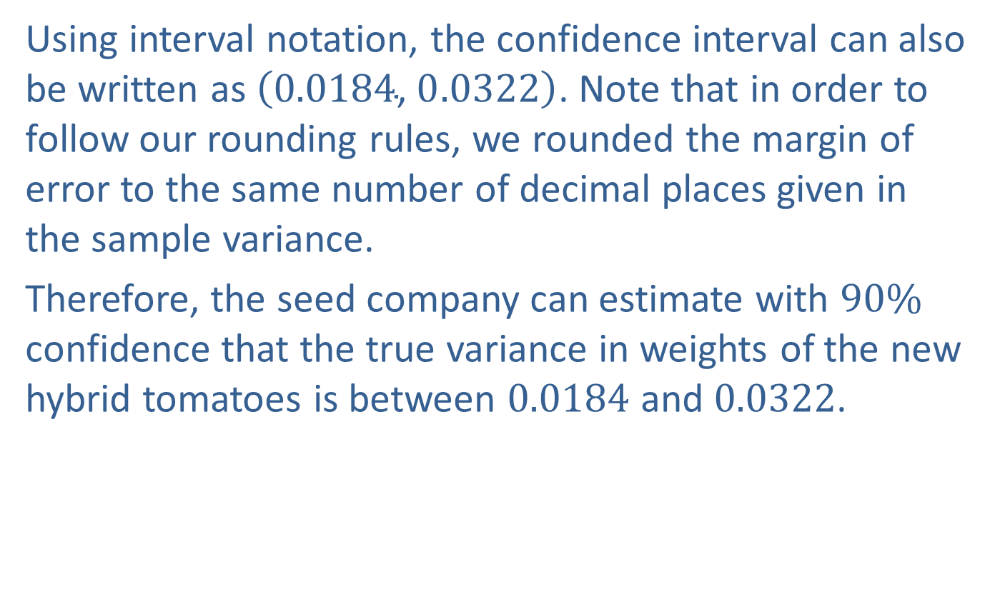 Using interval notation, the confidence interval can also
be written as (0.0184, 0.0322). Note that in order to
follow our rounding rules, we rounded the margin of
error to the same number of decimal places given in
the sample variance.
Therefore, the seed company can estimate with 90%
confidence that the true variance in weights of the new
hybrid tomatoes is between 0.0184 and 0.0322.